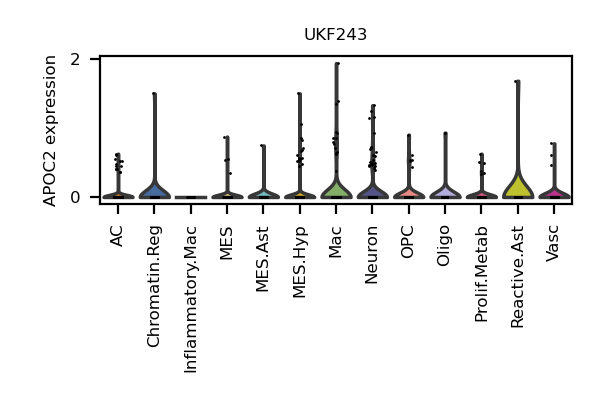 UKF243
APOC2 expression
2
0
AC
Chromatin.Reg
Inflammatory.Mac
MES
MES.Ast
MES.Hyp
Mac
Neuron
OPC
Oligo
Prolif.Metab
Reactive.Ast
Vasc